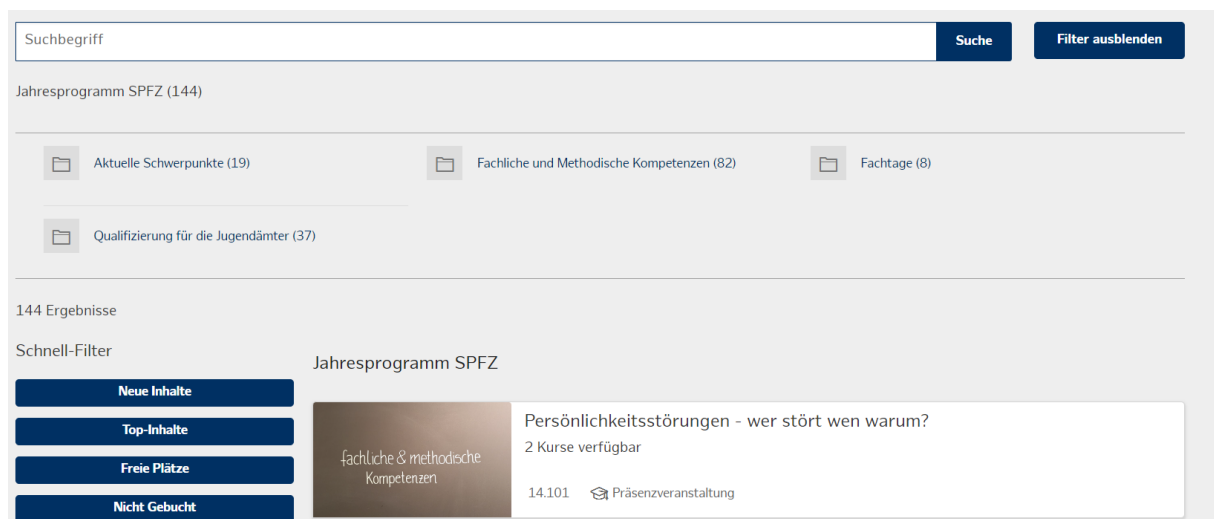 Suchbegriff
Suche
Filter ausblenden
Jahresprogramm SPFZ (144)
Aktuelle Schwerpunkte (19)
Fachliche und Methodische Kompetenzen (82)
Fachtage (8)
Qualifizierung für die Jugendämter (37)
144 Ergebnisse
Schnell-Filter
Neue Inhalte
Top-Inhalte
Freie Plätze
Nicht Gebucht
Jahresprogramm SPFZ
fachliche & methodische
Kompetenzen
Persönlichkeitsstörungen - wer stört wen warum?
2 Kurse verfügbar
14.101 Präsenzveranstaltung